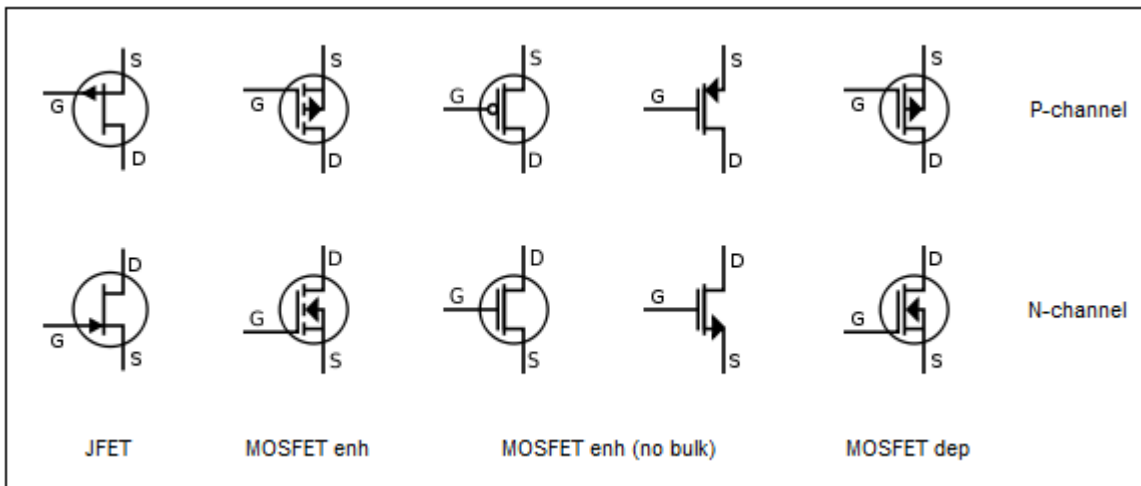 S S S S S
G G G G G
D D D D D
P-channel
D D D D D
G G G G G
S S S S S
N-channel
JFET MOSFET enh MOSFET enh (no bulk) MOSFET dep